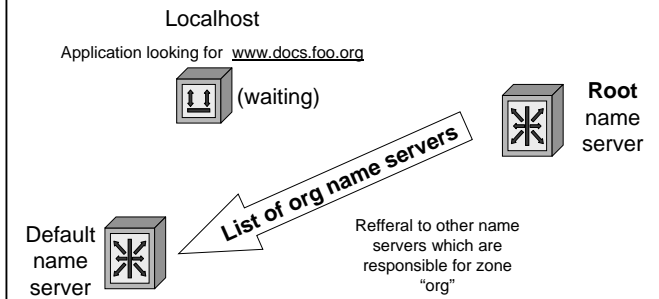 Localhost
Application looking for www.docs.foo.org
(waiting)
Root
name
server
List of org name servers
Default
name
server
Refferal to other name
servers which are
responsible for zone
“org”